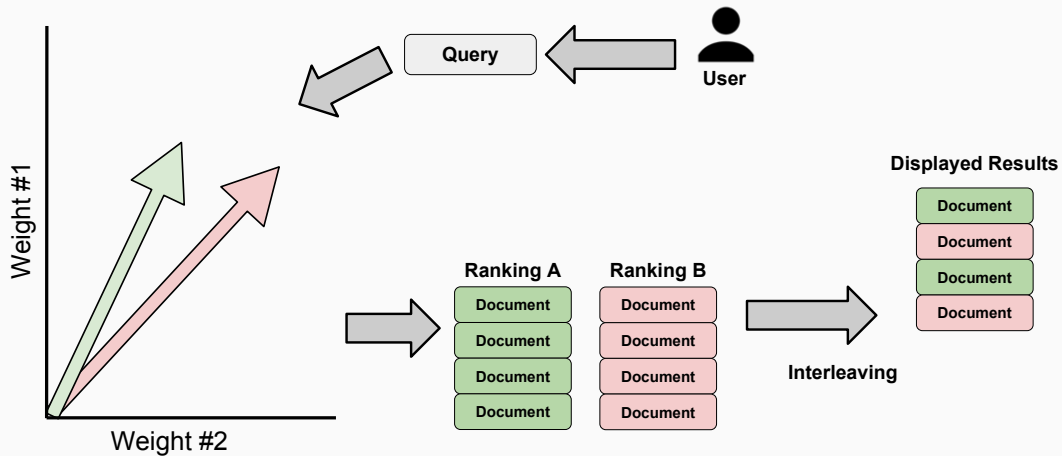 Query
User
Weight #1
Weight #2
Ranking A
Document
Document
Document
Document
Ranking B
Document
Document
Document
Document
Interleaving
Displayed Results
Document
Document
Document
Document